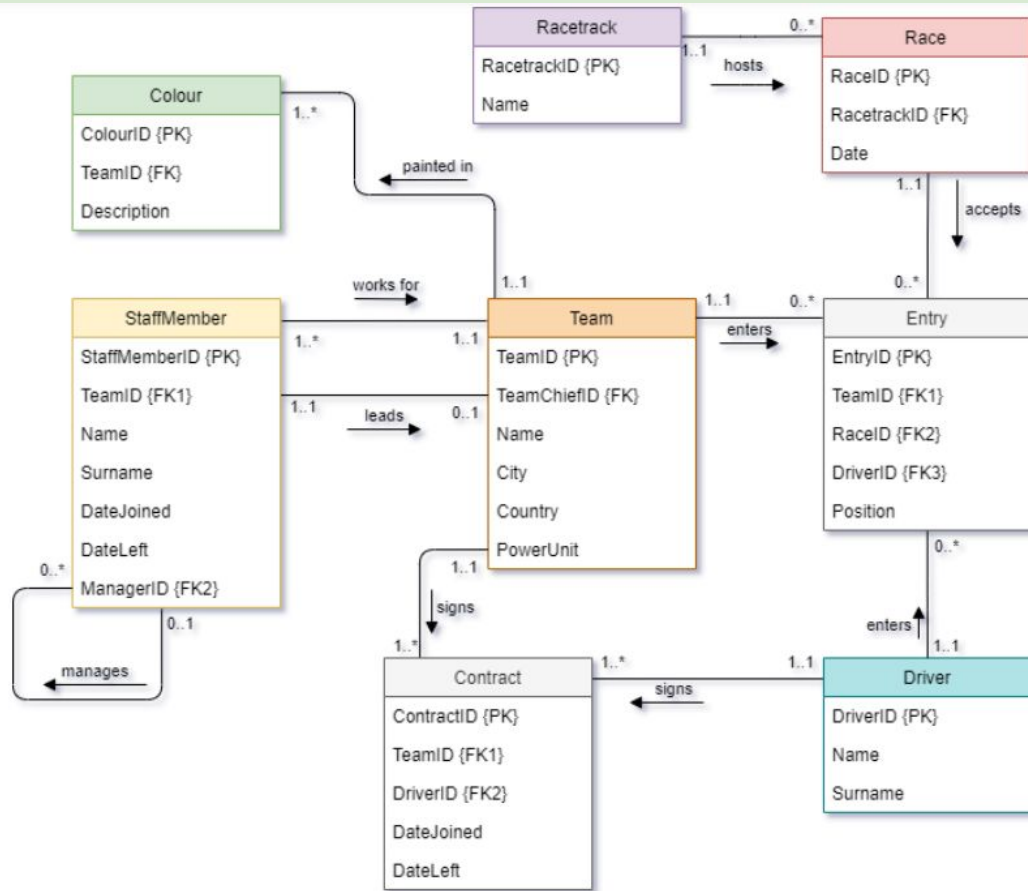 Racetrack
RacetrackID {PK}
Name
1..1
0..*
hosts
Race
RaceID {PK}
RacetrackID {FK}
Date
1..1
accepts
0..*
Colour
ColourID {PK}
TeamID {FK}
Description
1..*
painted in
1..1
StaffMember
StaffMemberID {PK}
TeamID {FK1}
Name
Surname
DateJoined
DateLeft
ManagerID {FK2}
works for
1..*
1..1
1..1
leads
0..1
0..*
0..1
manages
Team
TeamID {PK}
TeamChiefID {FK}
Name
City
Country
PowerUnit
1..1
0..*
enters
Entry
EntryID {PK}
TeamID {FK1}
RaceID {FK2}
DriverID {FK3}
Position
0..*
enters
1..1
1..1
signs
1..*
Contract
ContractID {PK}
TeamID {FK1}
DriverID {FK2}
DateJoined
DateLeft
1..*
1..1
signs
Driver
DriverID {PK}
Name
Surname